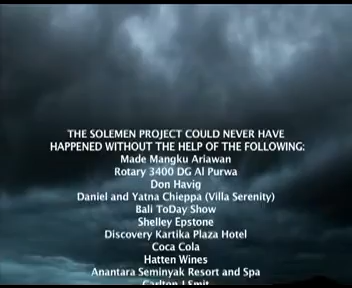 THE SOLEMEN PROJECT COULD NEVER HAVE
HAPPENED WITHOUT THE HELP OF THE FOLLOWING:
Made Mangku Ariawan
Rotary 3400 DG Al Purwa
Don Havig
Daniel and Yatna Chieppa (Villa Serenity)
Bali ToDay Show
Shelley Epstone
Discovery Kartika Plaza Hotel
Coca Cola
Hatten Wines
Anantara Seminyak Resort and Spa
Carlton J Smit